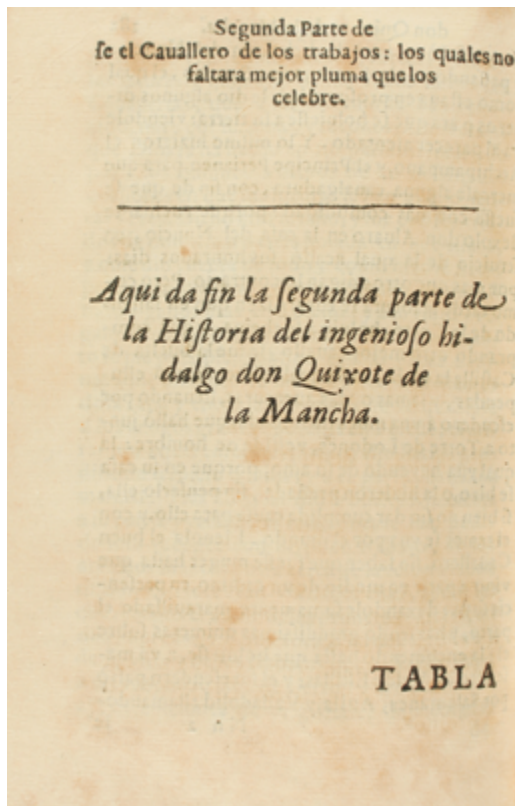 Segunda Parte de
ſe el Cauallero de los trabajos: los quales no
faltara mejor pluma que los
celebre.
Aqui da fin la ſegunda parte de
la Hiſtoria del ingenioſo hi-
dalgo don Quixote de
la Mancha.
TABLA